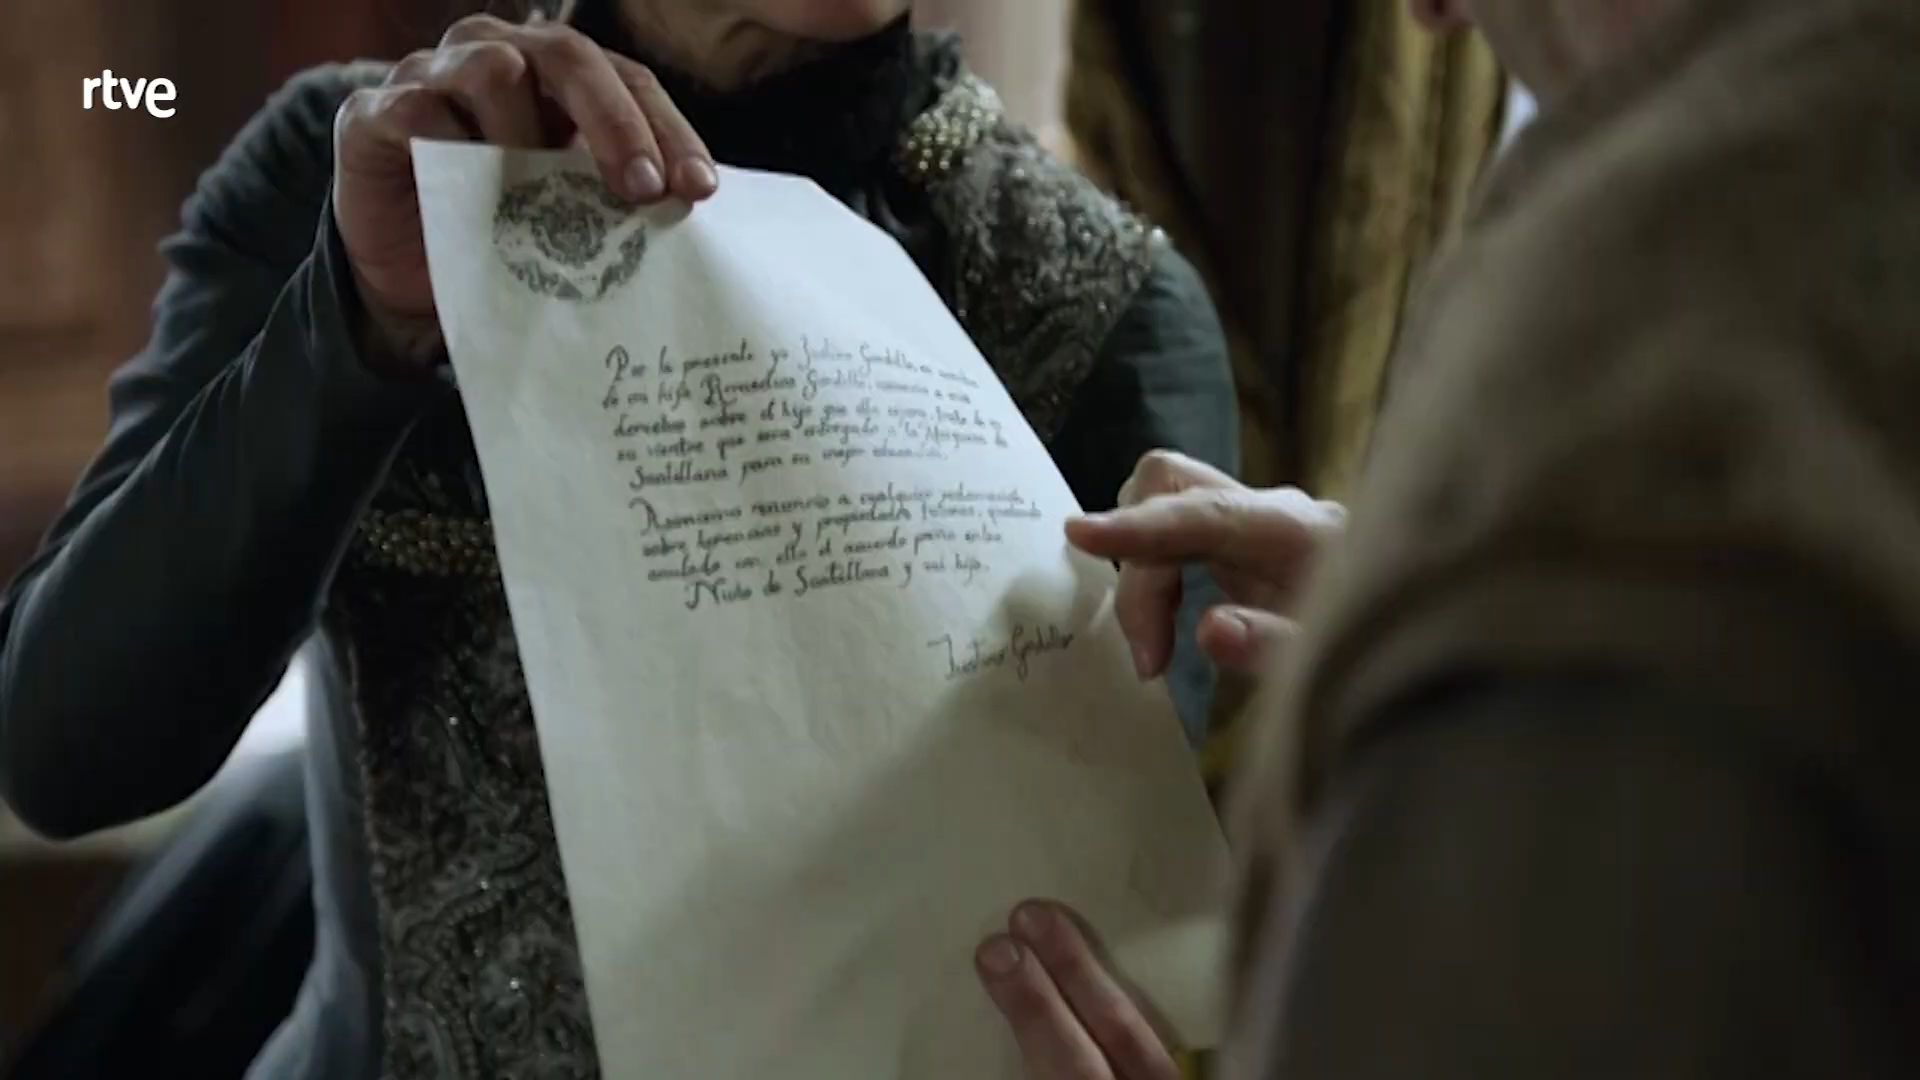 rtve
Por la presente yo Justino Gordillo, en nombre
de mi hija Remedios Gordillo, renuncio a mis
derechos sobre el hijo que ella espera, fruto de
su vientre que será entregado a la Marquesa de
Santillana para su mejor educación.
Asimismo renuncio a cualquier reclamación
sobre herencias y propiedades futuras, quedando
anulado con ello el acuerdo previo entre
Nuño de Santillana y mi hija.
Justino Gordillo